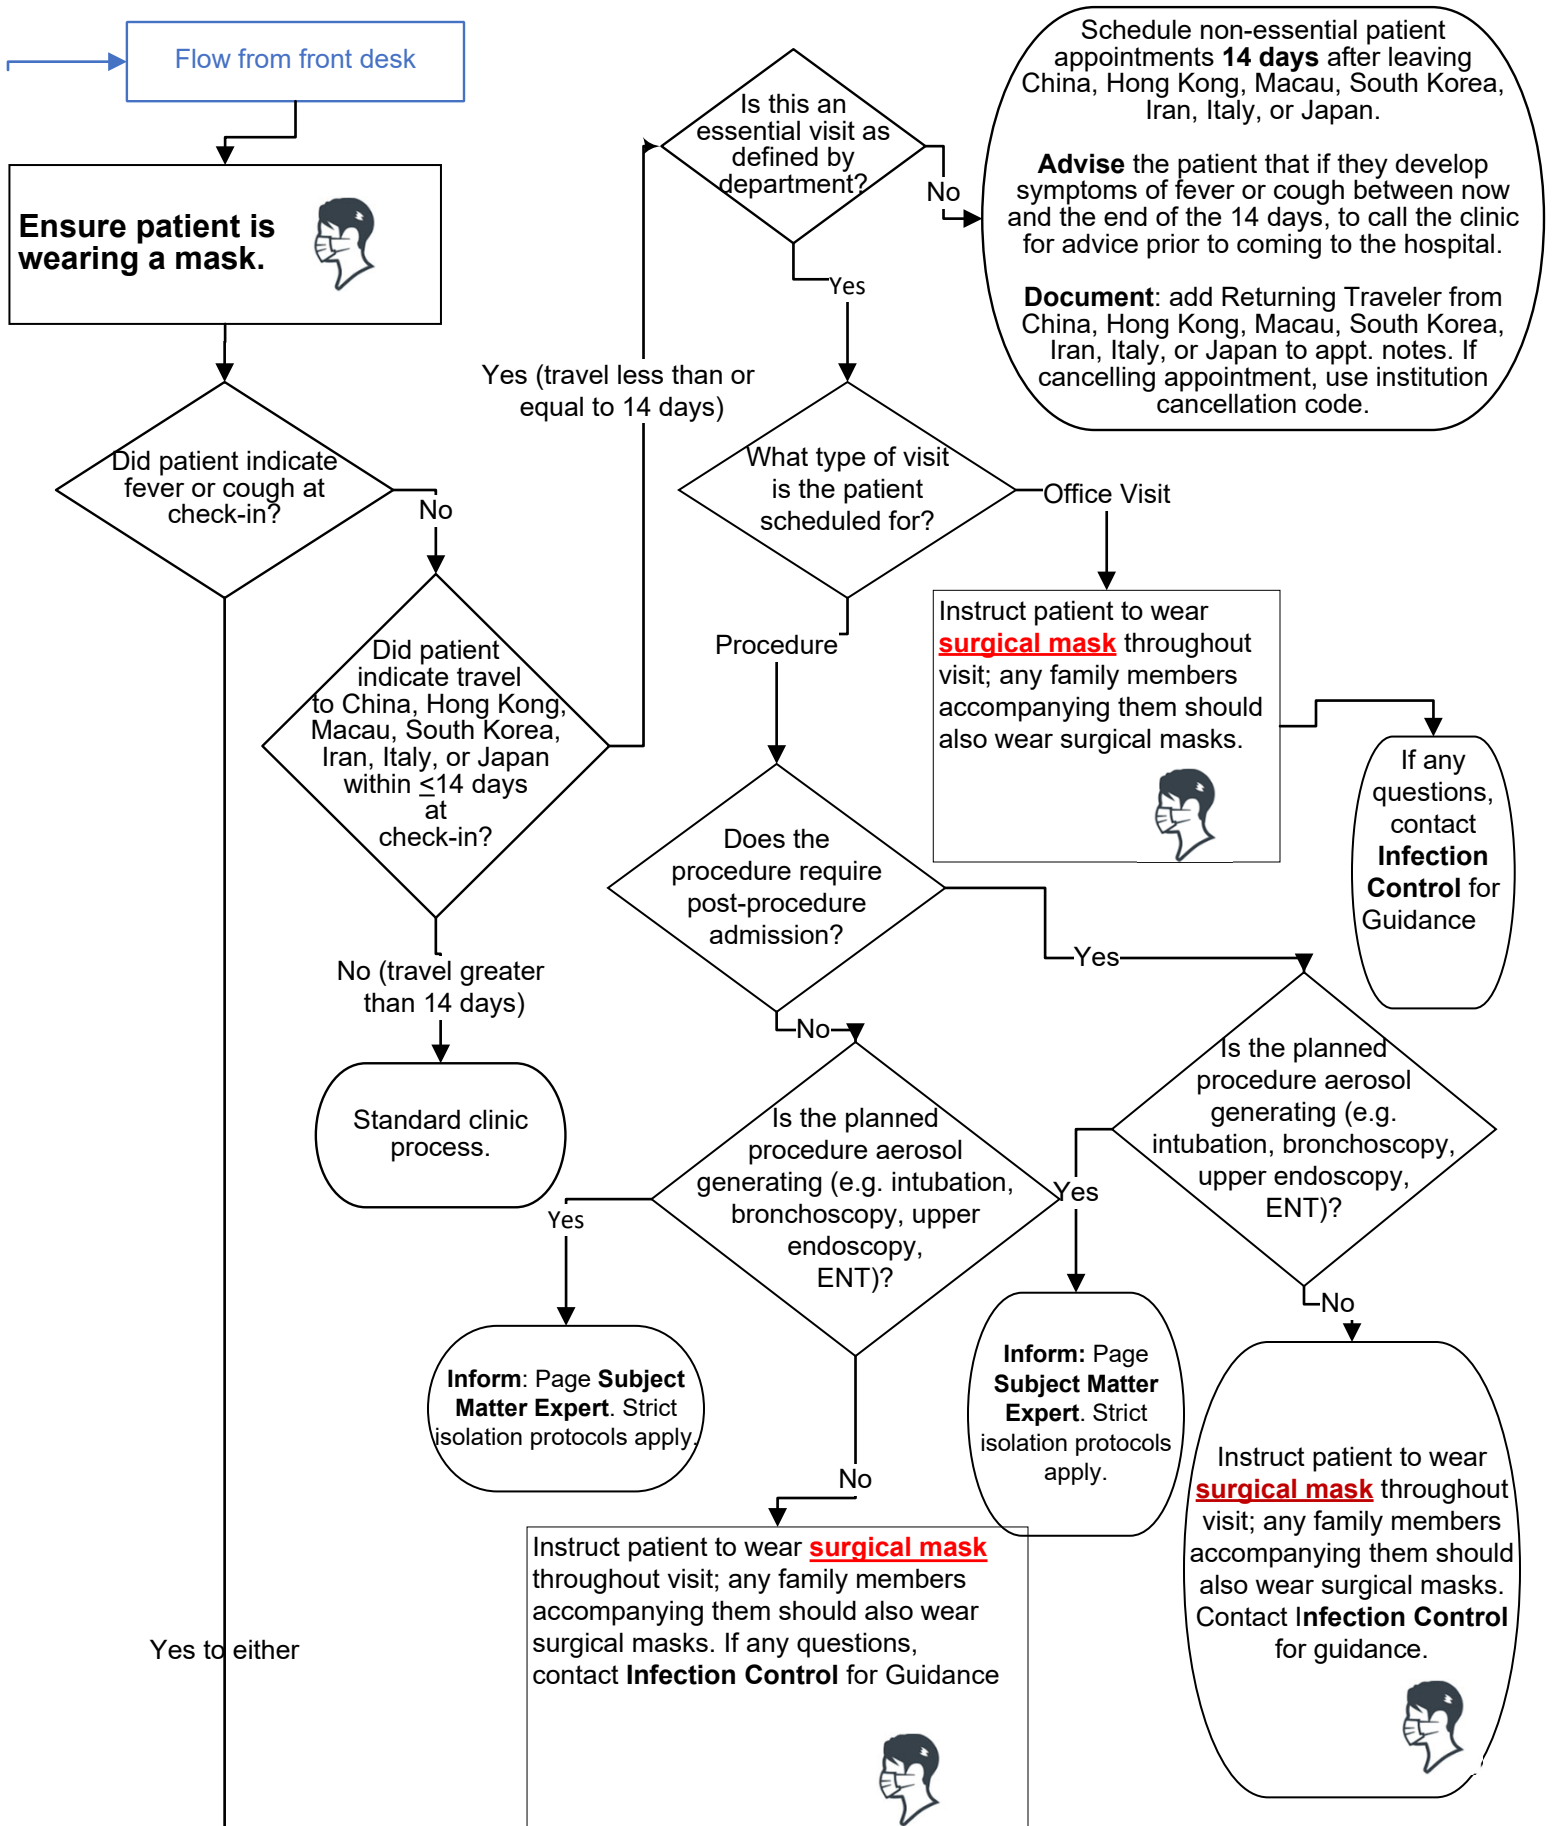 Flow from front desk
Ensure patient is
wearing a mask.
Did patient indicate
fever or cough at
check-in?
No
Yes to either
Did patient
indicate travel
to China, Hong Kong,
Macau, South Korea,
Iran, Italy, or Japan
within ≤14 days
at
check-in?
No (travel greater
than 14 days)
Standard clinic
process.
Yes (travel less than or
equal to 14 days)
Is this an
essential visit as
defined by
department?
No
Schedule non-essential patient
appointments 14 days after leaving
China, Hong Kong, Macau, South Korea,
Iran, Italy, or Japan.
Advise the patient that if they develop
symptoms of fever or cough between now
and the end of the 14 days, to call the clinic
for advice prior to coming to the hospital.
Document: add Returning Traveler from
China, Hong Kong, Macau, South Korea,
Iran, Italy, or Japan to appt. notes. If
cancelling appointment, use institution
cancellation code.
Yes
What type of visit
is the patient
scheduled for?
Office Visit
Instruct patient to wear
surgical mask throughout
visit; any family members
accompanying them should
also wear surgical masks.
If any
questions,
contact
Infection
Control for
Guidance
Procedure
Does the
procedure require
post-procedure
admission?
Yes
No
Is the planned
procedure aerosol
generating (e.g. intubation,
bronchoscopy, upper
endoscopy,
ENT)?
Yes
Inform: Page Subject
Matter Expert. Strict
isolation protocols apply.
No
Instruct patient to wear surgical mask
throughout visit; any family members
accompanying them should also wear
surgical masks. If any questions,
contact Infection Control for Guidance
Is the planned
procedure aerosol
generating (e.g.
intubation, bronchoscopy,
upper endoscopy,
ENT)?
Yes
Inform: Page
Subject Matter
Expert. Strict
isolation protocols
apply.
No
Instruct patient to wear
surgical mask throughout
visit; any family members
accompanying them should
also wear surgical masks.
Contact Infection Control
for guidance.